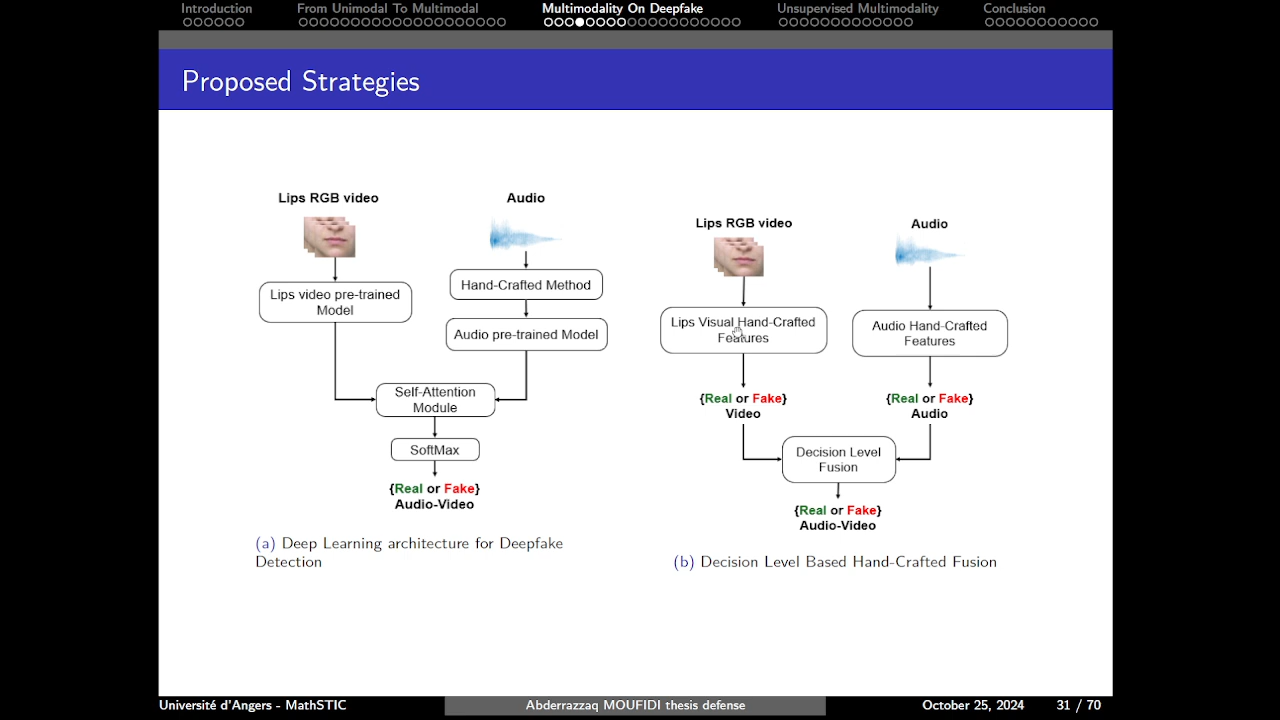 Introduction
From Unimodal To Multimodal
Multimodality On Deepfake
Unsupervised Multimodality
Conclusion
Proposed Strategies
Lips RGB video
Audio
Lips video pre-trained
Model
Hand-Crafted Method
Audio pre-trained Model
Self-Attention
Module
SoftMax
{Real or Fake}
Audio-Video
(a) Deep Learning architecture for Deepfake
Detection
Lips RGB video
Audio
Lips Visual Hand-Crafted
Features
Audio Hand-Crafted
Features
{Real or Fake}
Video
{Real or Fake}
Audio
Decision Level
Fusion
{Real or Fake}
Audio-Video
(b) Decision Level Based Hand-Crafted Fusion
Université d'Angers - MathSTIC
Abderrazzaq MOUFIDI thesis defense
October 25, 2024
31 / 70